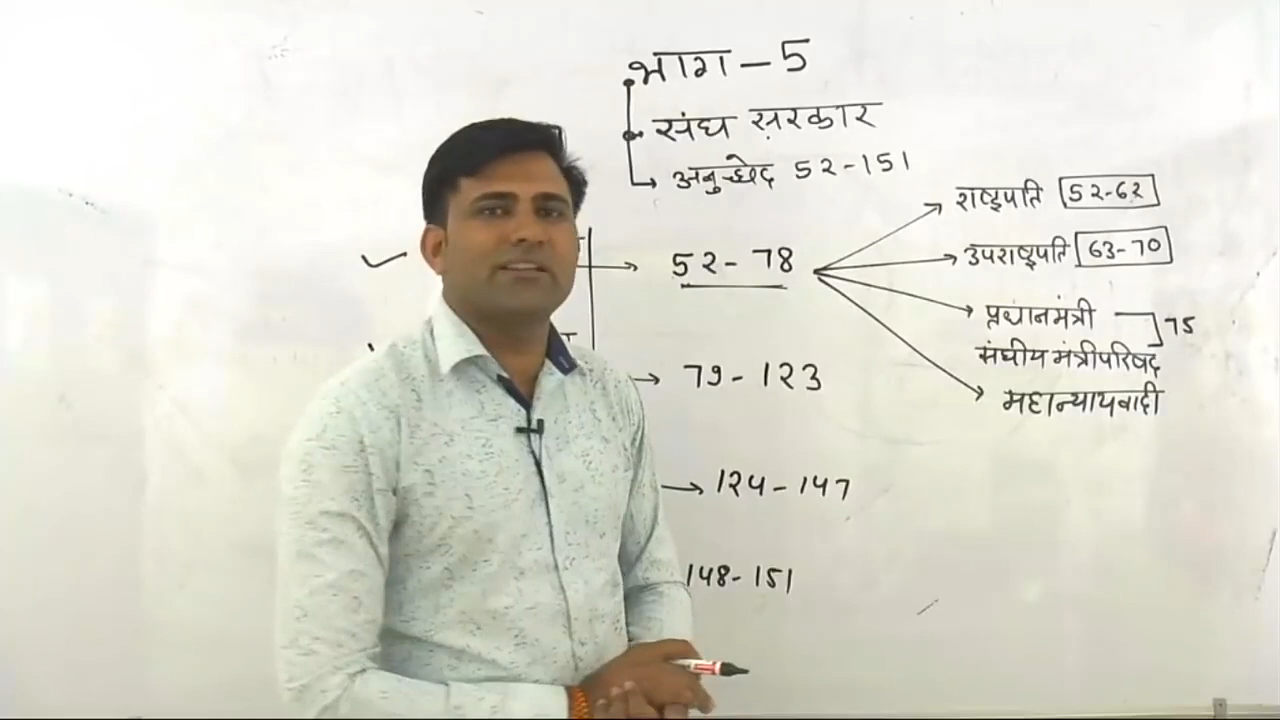 भाग - 5
संघ सरकार
अनुच्छेद 52-151
52 - 78
राष्ट्रपति 52-62
उपराष्ट्रपति 63-70
प्रधानमंत्री
संघीय मंत्रीपरिषद
75
महान्यायवादी
79 - 123
124 - 147
148 - 151